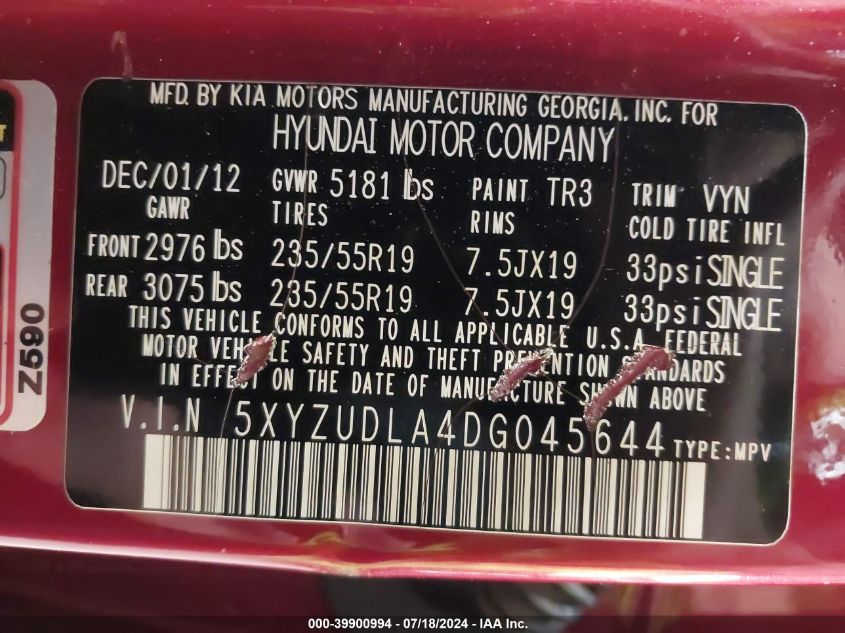 MFD. BY KIA MOTORS MANUFACTURING GEORGIA. INC. FOR
HYUNDAI MOTOR COMPANY
DEC/01/12 GVWR 5181 lbs PAINT TR3 TRIM VYN
GAWR TIRES RIMS COLD TIRE INFL
FRONT 2976 lbs 235/55R19 7.5JX19 33psi SINGLE
REAR 3075 lbs 235/55R19 7.5JX19 33psi SINGLE
THIS VEHICLE CONFORMS TO ALL APPLICABLE U.S.A. FEDERAL
MOTOR VEHICLE SAFETY AND THEFT PREVENTION STANDARDS
IN EFFECT ON THE DATE OF MANUFACTURE SHOWN ABOVE
V.I.N 5XYZUDLA4DG045644 TYPE:MPV
Z590
000-39900994 / 07/18/2024 - IAA Inc.